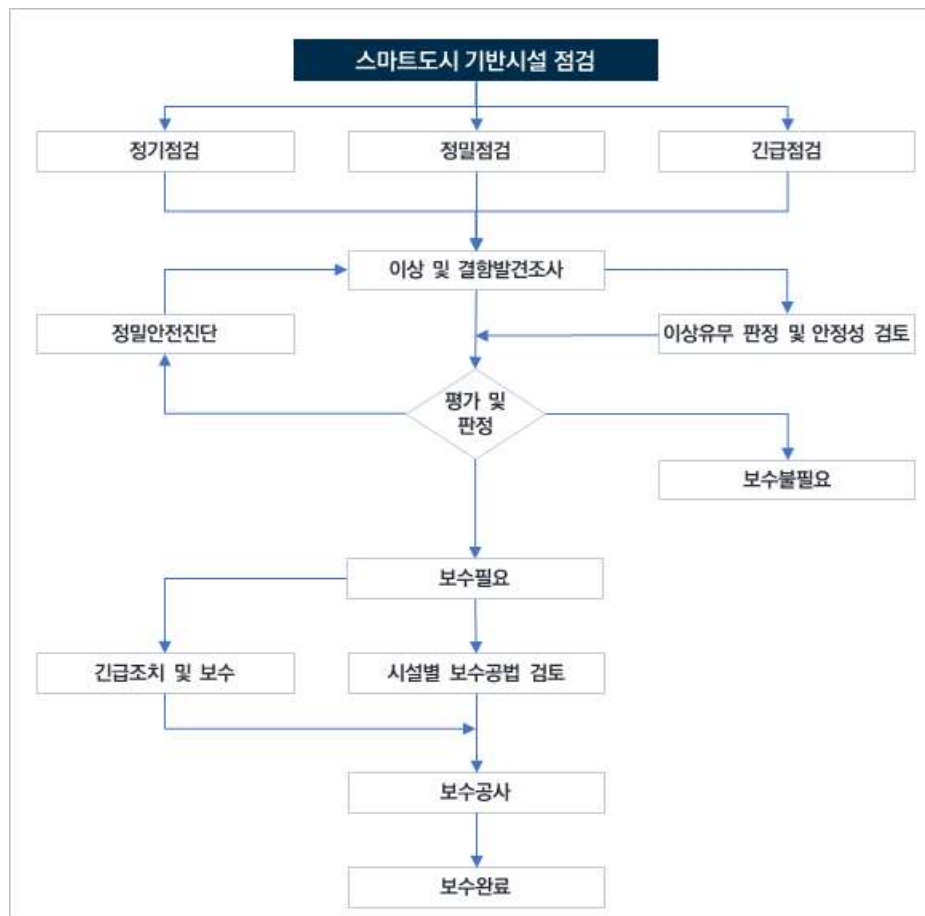 스마트도시 기반시설 점검
정기점검
정밀점검
긴급점검
이상 및 결함발견조사
정밀안전진단
이상유무 판정 및 안정성 검토
평가 및
판정
보수불필요
보수필요
긴급조치 및 보수
시설별 보수공법 검토
보수공사
보수완료